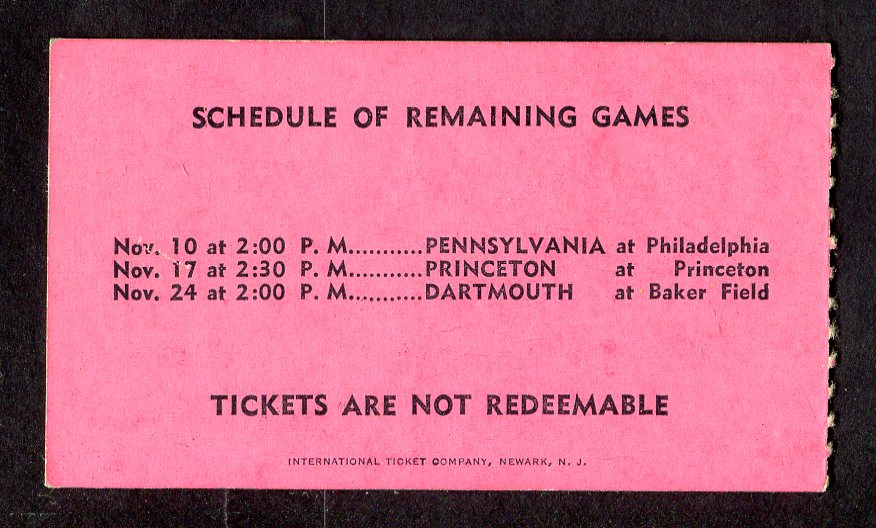 SCHEDULE OF REMAINING GAMES
Nov. 10 at 2:00 P. M...........PENNSYLVANIA at Philadelphia
Nov. 17 at 2:30 P. M...........PRINCETON at Princeton
Nov. 24 at 2:00 P. M...........DARTMOUTH at Baker Field
TICKETS ARE NOT REDEEMABLE
INTERNATIONAL TICKET COMPANY, NEWARK, N. J.